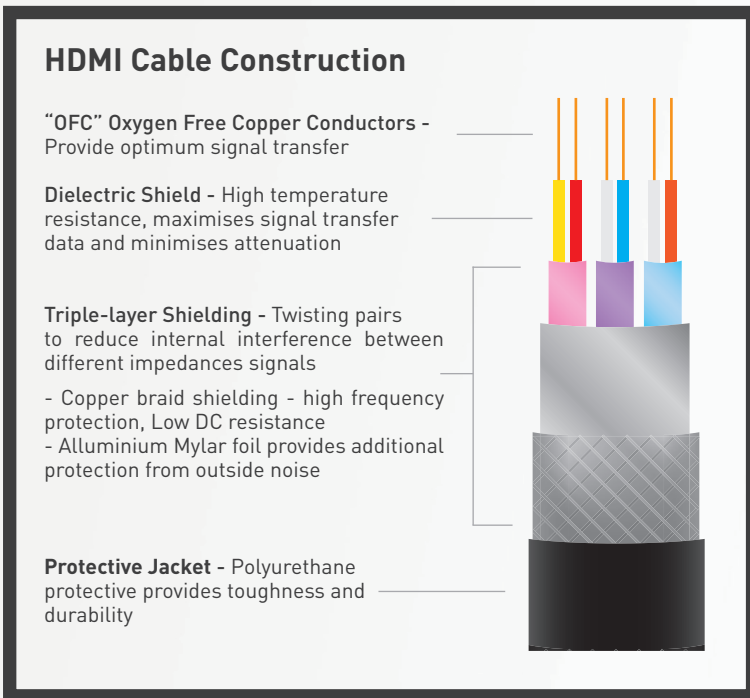 HDMI Cable Construction
“OFC” Oxygen Free Copper Conductors -
Provide optimum signal transfer
Dielectric Shield - High temperature
resistance, maximises signal transfer
data and minimises attenuation
Triple-layer Shielding - Twisting pairs
to reduce internal interference between
different impedances signals
- Copper braid shielding - high frequency
protection, Low DC resistance
- Alluminium Mylar foil provides additional
protection from outside noise
Protective Jacket - Polyurethane
protective provides toughness and
durability